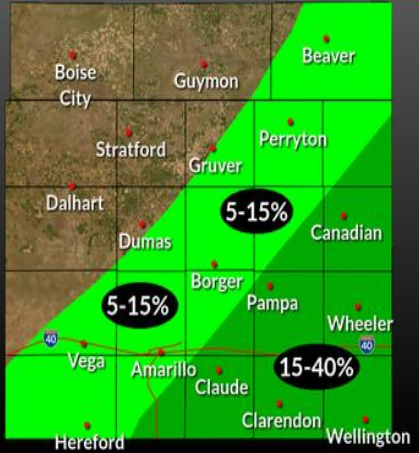 Beaver
Boise
City
Guymon
Perryton
Stratford
Gruver
Dalhart
5-15%
Canadian
Dumas
Borger
Pampa
5-15%
Wheeler
40
40
Vega
Amarillo
15-40%
Claude
Clarendon
Hereford
Wellington